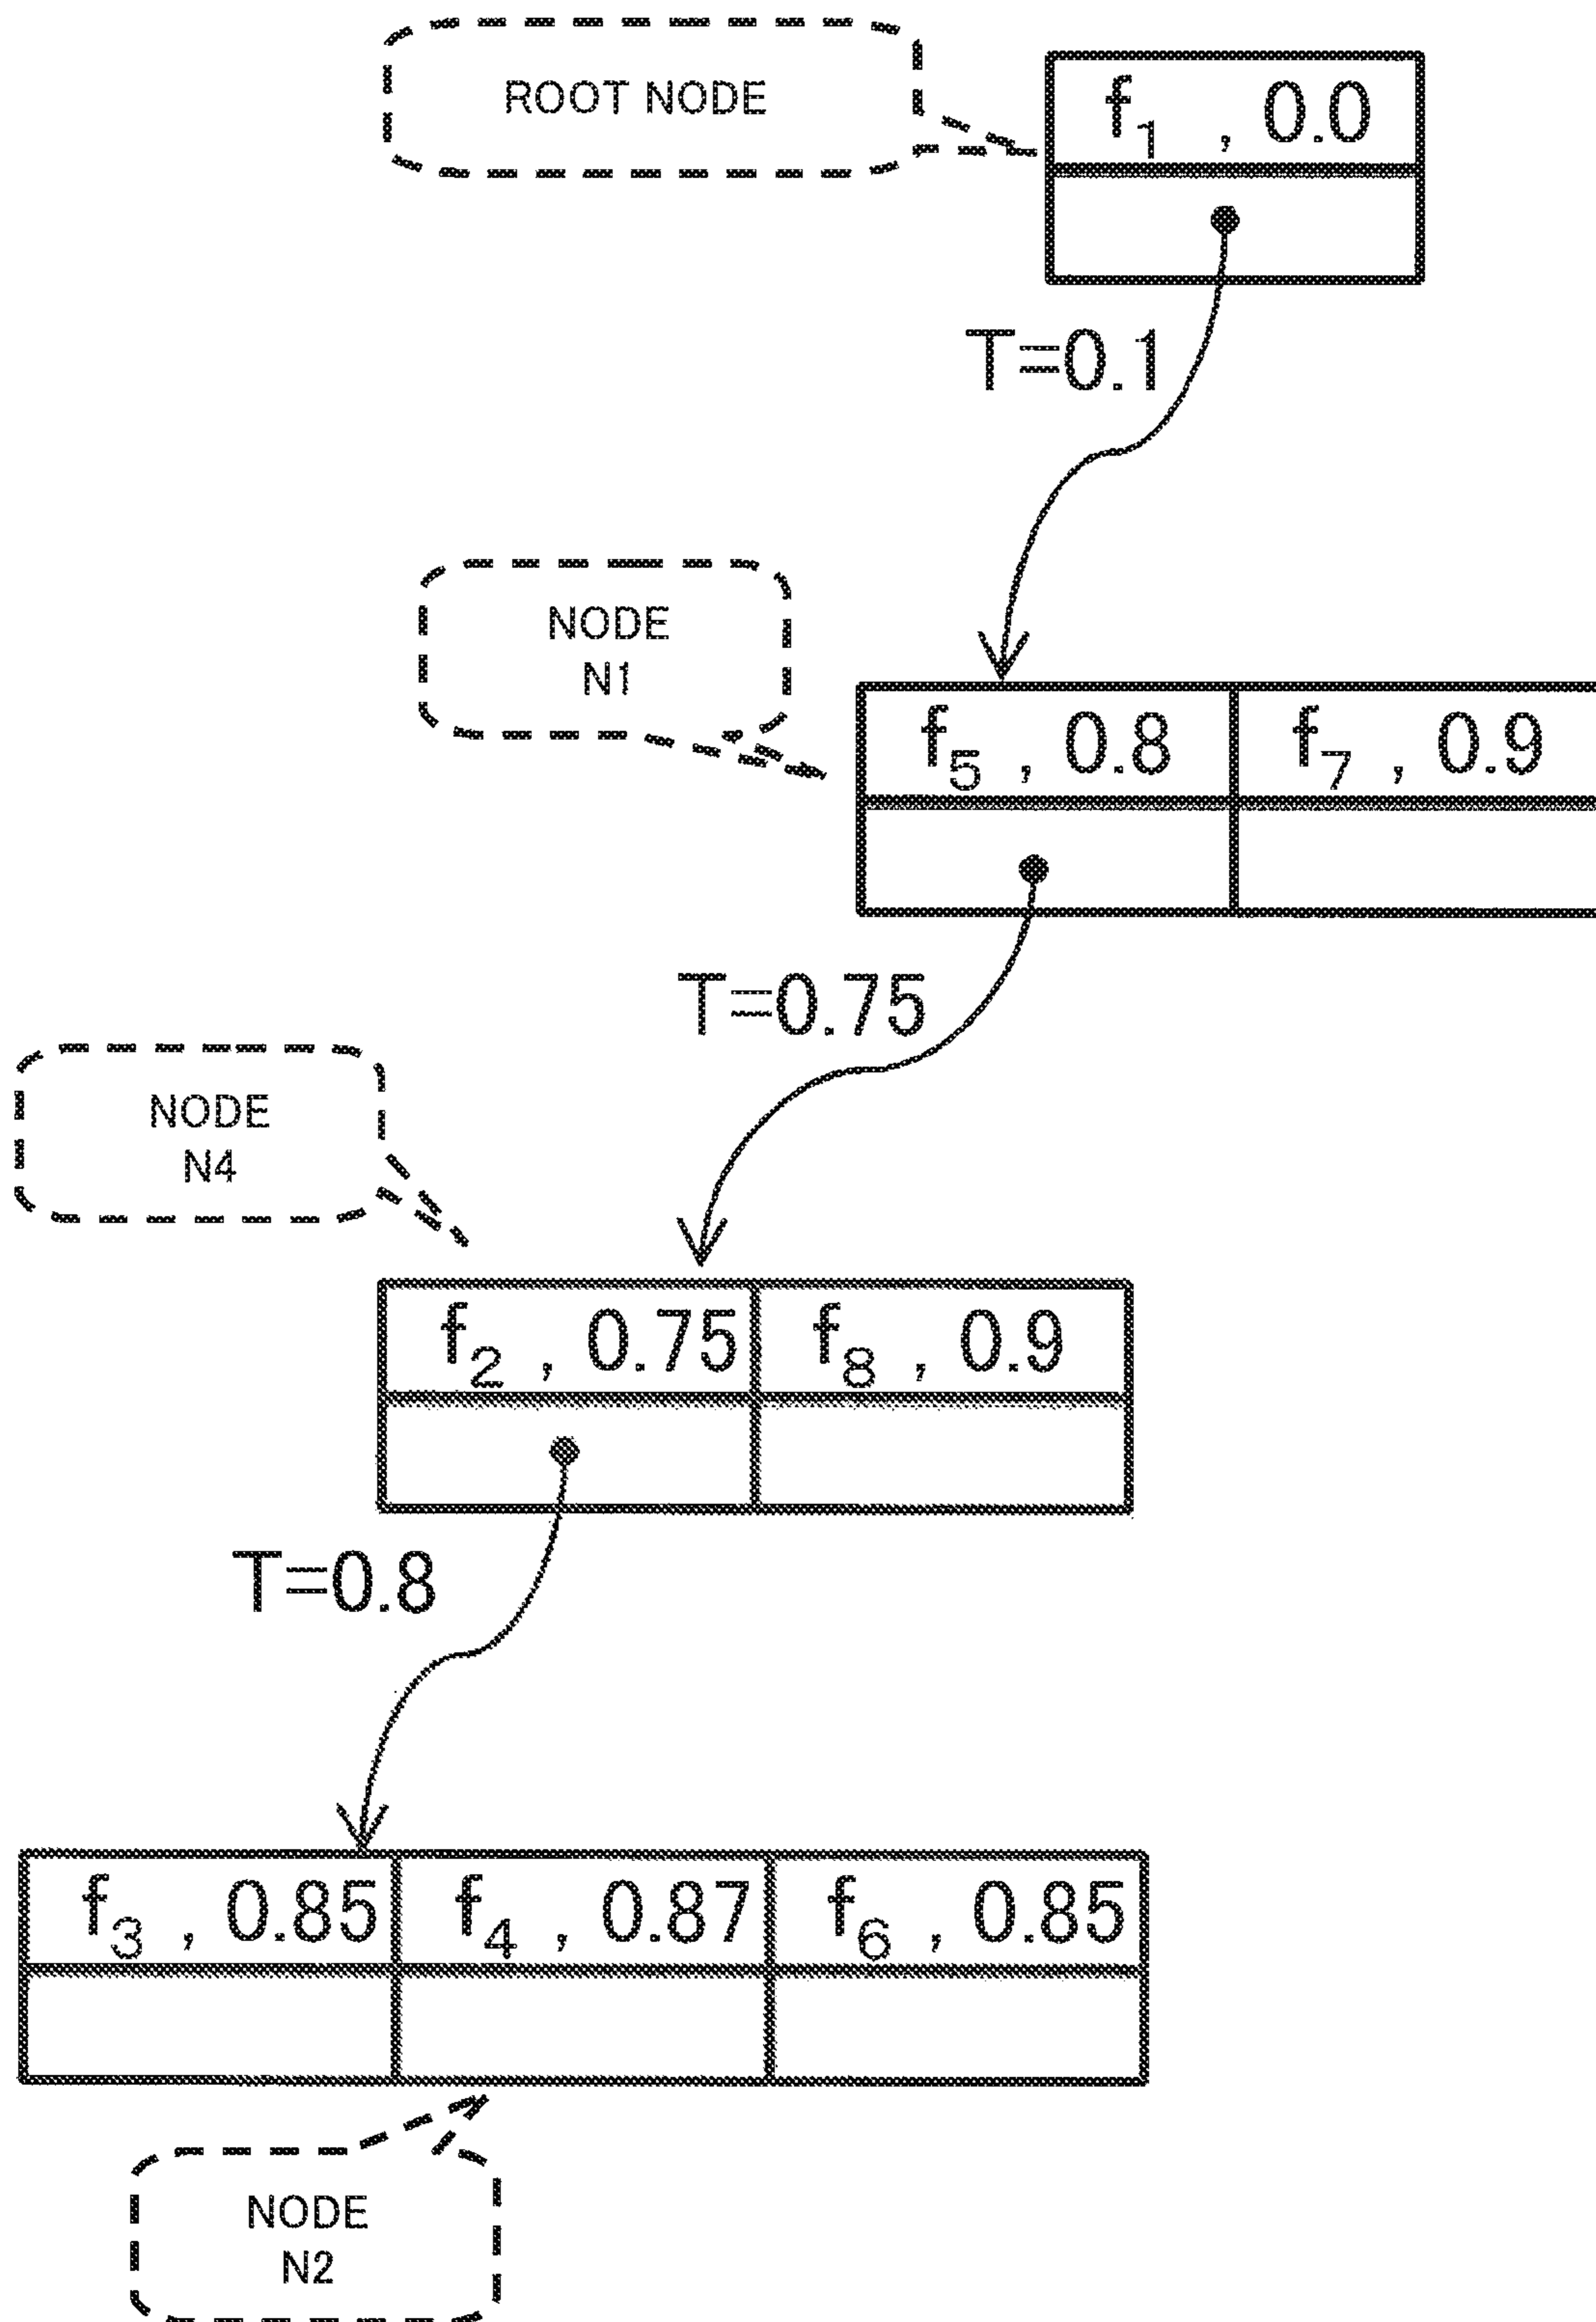 ROOT NODE
f1 , 0.0
T=0.1
NODE
N1
f5 , 0.8
f7 , 0.9
T=0.75
NODE
N4
f2 , 0.75
f8 , 0.9
T=0.8
f3 , 0.85
f4 , 0.87
f6 , 0.85
NODE
N2